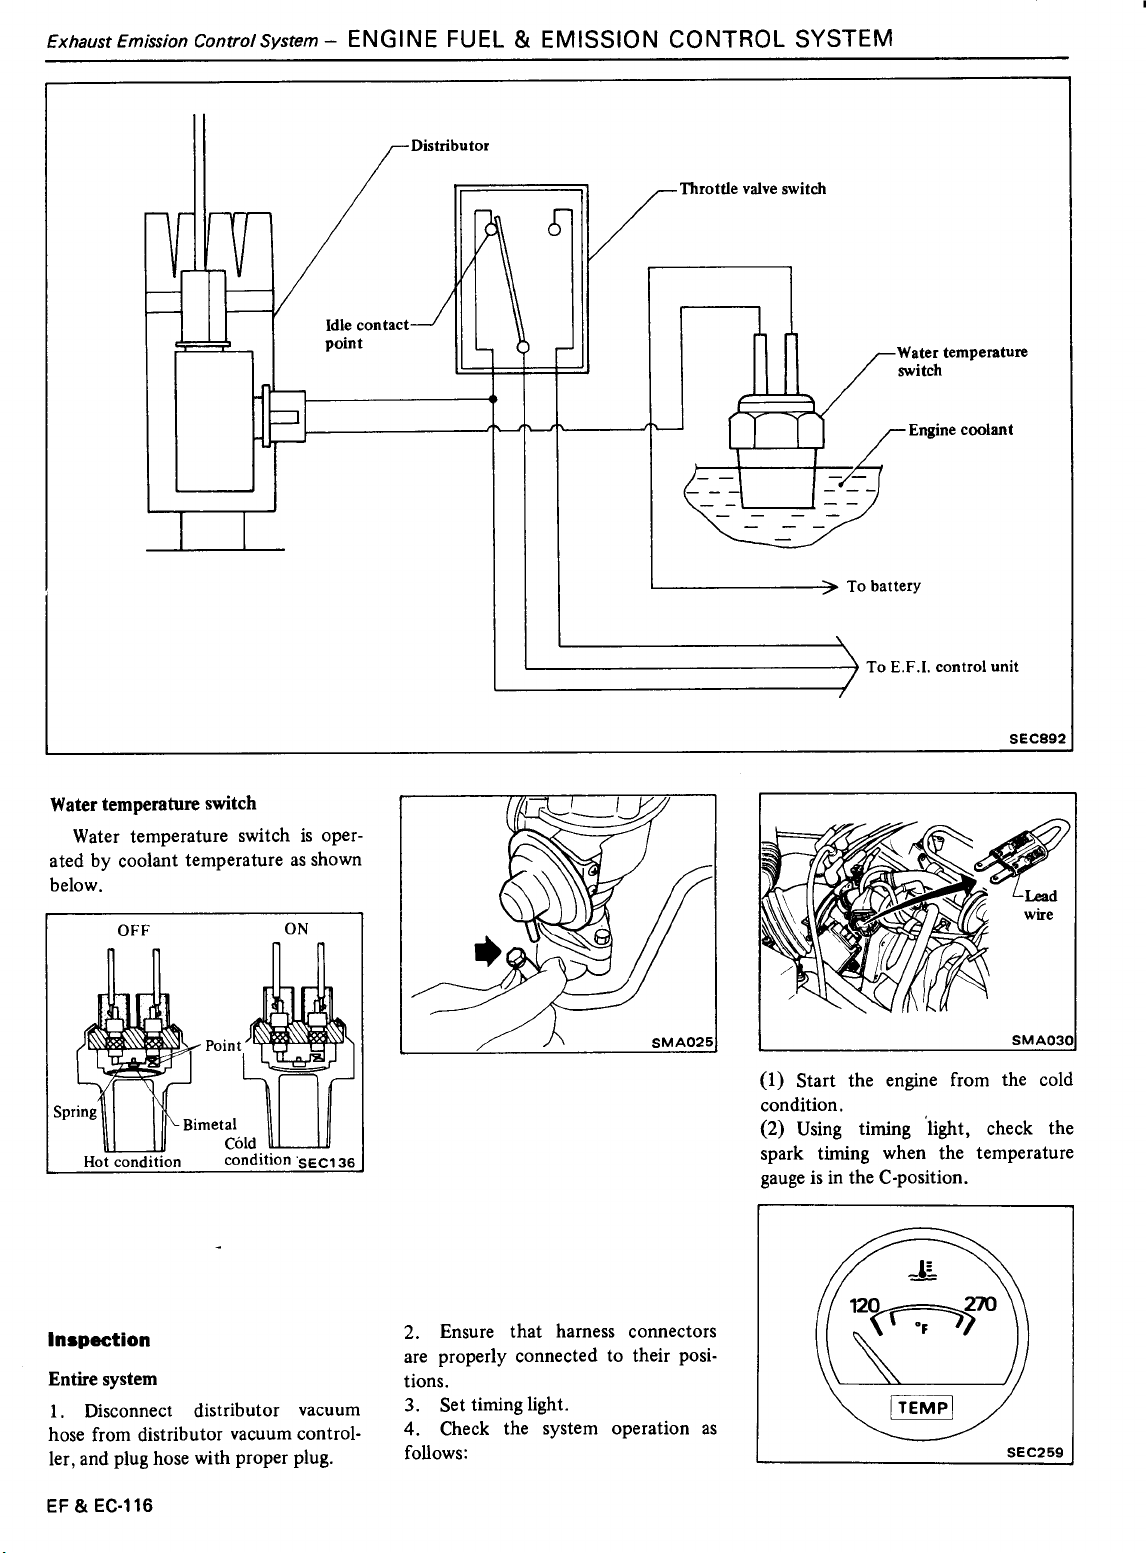 Exhaust Emission Control System – ENGINE FUEL & EMISSION CONTROL SYSTEM
Distributor
Throttle valve switch
Idle contact
point
Water temperature
switch
Engine coolant
To battery
To E.F.I. control unit
SEC892
Water temperature switch
Water temperature switch is oper-
ated by coolant temperature as shown
below.
OFF
ON
Point
Spring
Bimetal
Hot condition
Cold
condition
SEC136
Inspection
Entire system
1. Disconnect distributor vacuum
hose from distributor vacuum control-
ler, and plug hose with proper plug.
SMA025
2. Ensure that harness connectors
are properly connected to their posi-
tions.
3. Set timing light.
4. Check the system operation as
follows:
Lead
wire
SMA030
(1) Start the engine from the cold
condition.
(2) Using timing light, check the
spark timing when the temperature
gauge is in the C-position.
120
270
°F
TEMP
SEC259
EF & EC-116